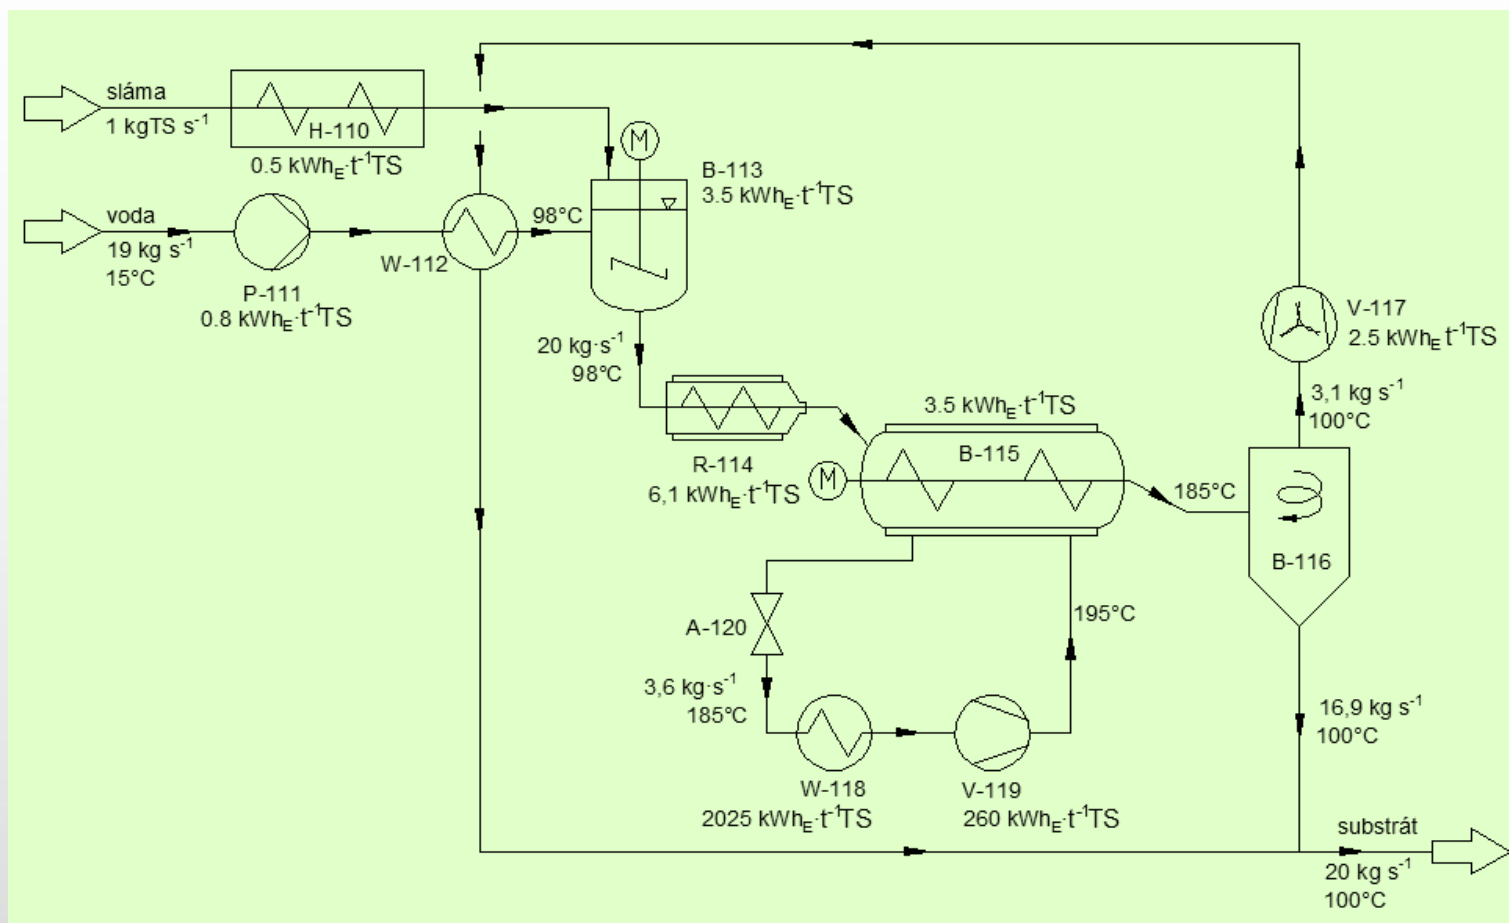 sláma
1 kgTS s⁻¹
H-110
0.5 kWhE·t⁻¹TS
voda
19 kg s⁻¹
15°C
P-111
0.8 kWhE·t⁻¹TS
W-112
98°C
M
B-113
3.5 kWhE·t⁻¹TS
20 kg·s⁻¹
98°C
R-114
6,1 kWhE·t⁻¹TS
3.5 kWhE·t⁻¹TS
B-115
M
185°C
B-116
V-117
2.5 kWhE t⁻¹TS
3,1 kg s⁻¹
100°C
A-120
3,6 kg·s⁻¹
185°C
195°C
W-118
2025 kWhE·t⁻¹TS
V-119
260 kWhE·t⁻¹TS
16,9 kg s⁻¹
100°C
substrát
20 kg s⁻¹
100°C